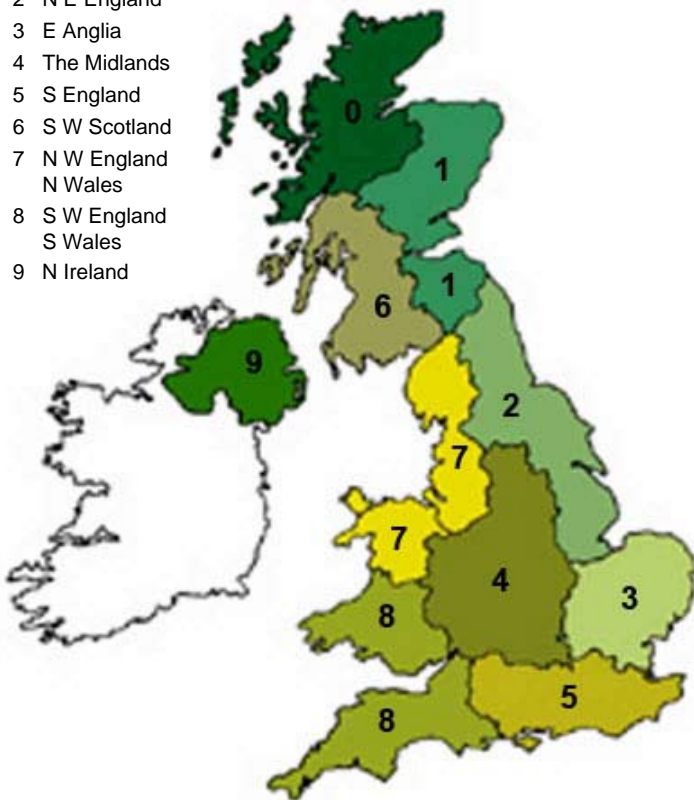 2 N E England
3 E Anglia
4 The Midlands
5 S England
6 S W Scotland
7 N W England
N Wales
8 S W England
S Wales
9 N Ireland
0
1
1
6
9
2
7
7
4
3
8
5
8